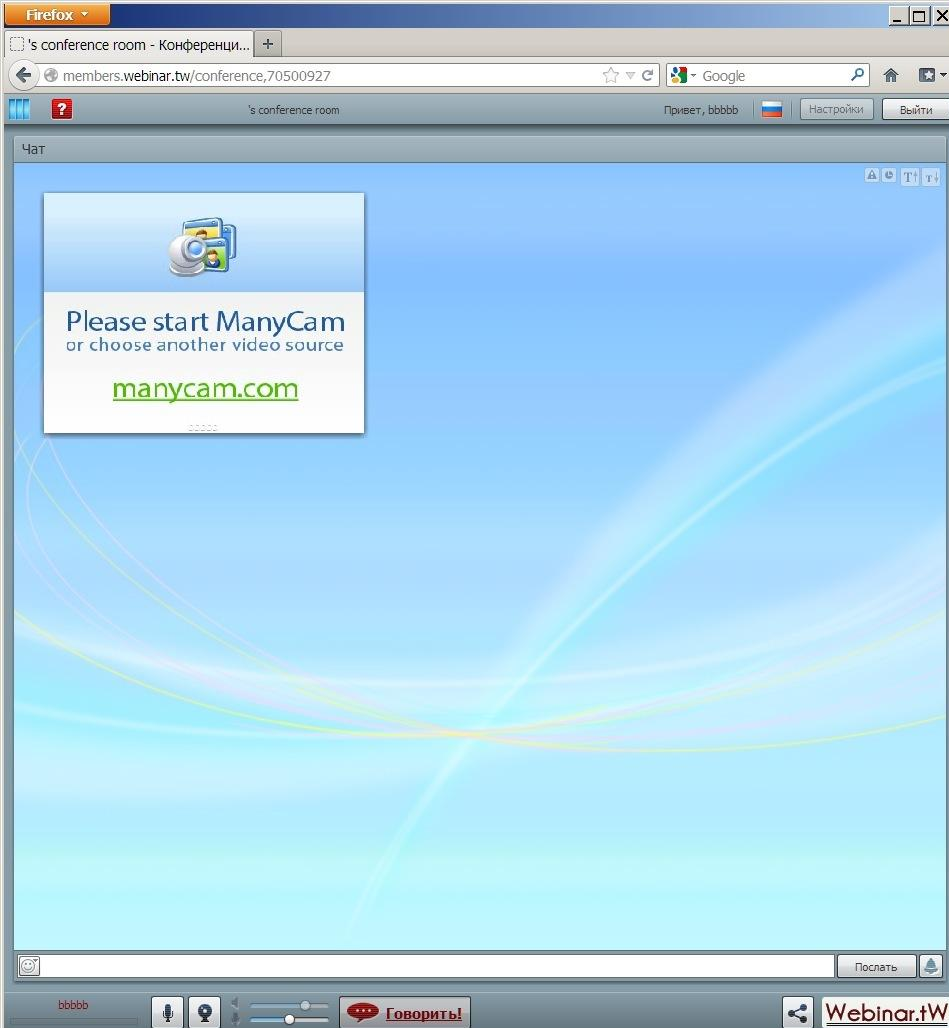 Firefox
's conference room - Конференци...
members.webinar.tw/conference,70500927
Google
's conference room
Привет, bbbbb
Настройки
Выйти
Чат
Please start ManyCam
or choose another video source
manycam.com
bbbbb
Послать
bbbbb
Говорить!
Webinar.tW